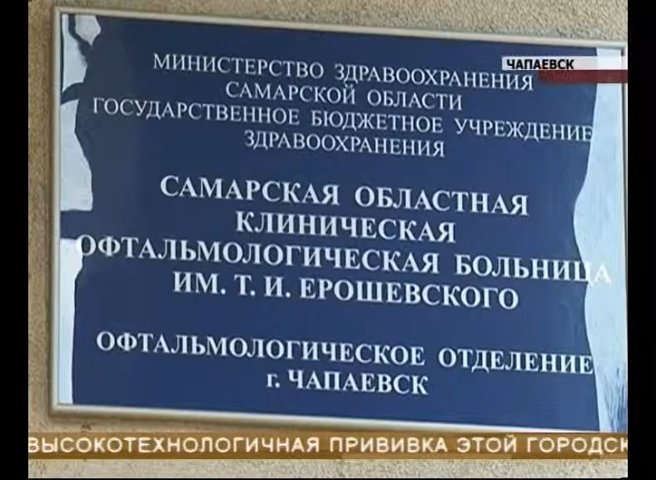 ЧАПАЕВСК
МИНИСТЕРСТВО ЗДРАВООХРАНЕНИЯ
САМАРСКОЙ ОБЛАСТИ
ГОСУДАРСТВЕННОЕ БЮДЖЕТНОЕ УЧРЕЖДЕНИЕ
ЗДРАВООХРАНЕНИЯ
САМАРСКАЯ ОБЛАСТНАЯ
КЛИНИЧЕСКАЯ
ОФТАЛЬМОЛОГИЧЕСКАЯ БОЛЬНИЦА
ИМ. Т. И. ЕРОШЕВСКОГО
ОФТАЛЬМОЛОГИЧЕСКОЕ ОТДЕЛЕНИЕ
г. ЧАПАЕВСК
ВЫСОКОТЕХНОЛОГИЧНАЯ ПРИВИВКА ЭТОЙ ГОРОДСК